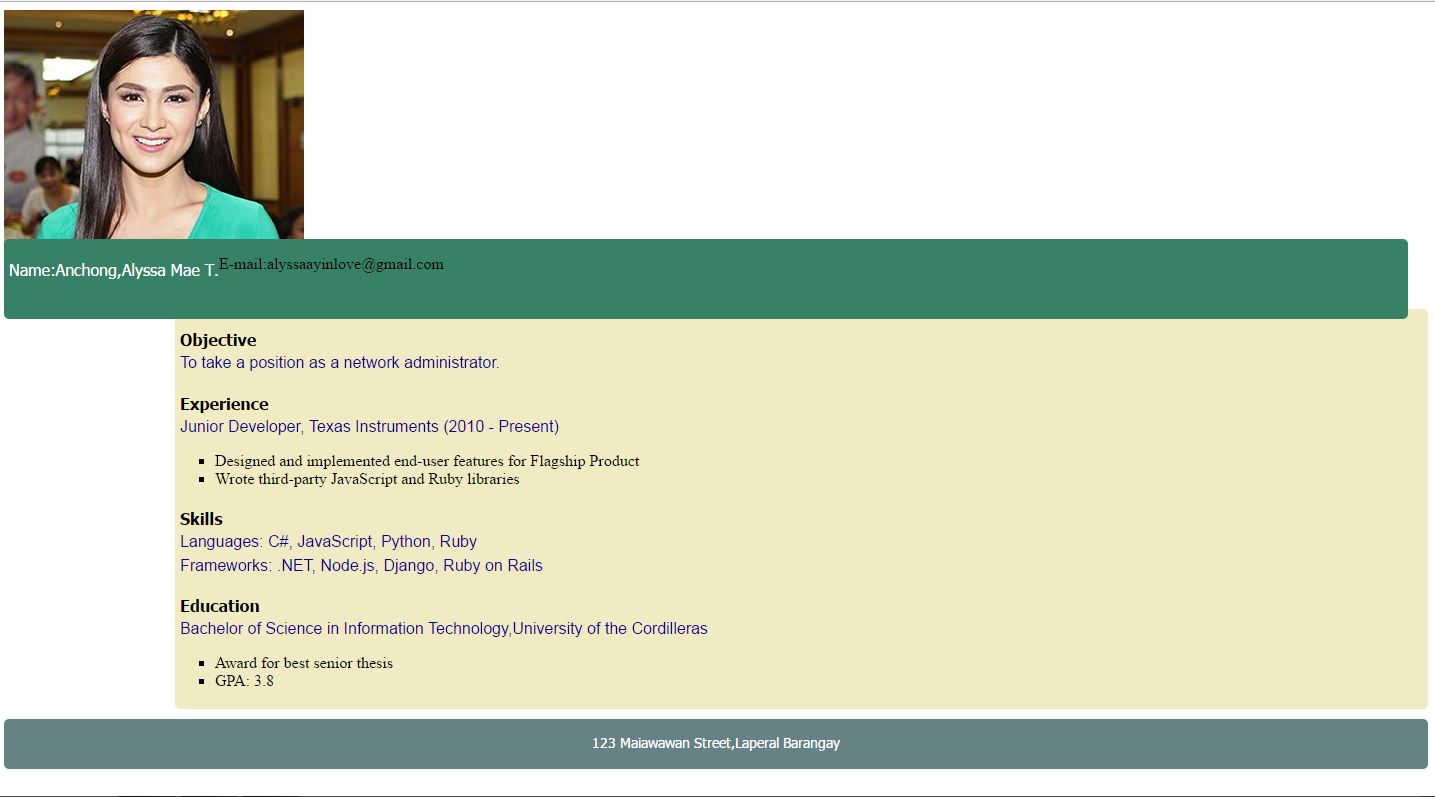 Name:Anchong,Alyssa Mae T.
E-mail:alyssaayinlove@gmail.com
Objective
To take a position as a network administrator.
Experience
Junior Developer, Texas Instruments (2010 - Present)
Designed and implemented end-user features for Flagship Product
Wrote third-party JavaScript and Ruby libraries
Skills
Languages: C#, JavaScript, Python, Ruby
Frameworks: .NET, Node.js, Django, Ruby on Rails
Education
Bachelor of Science in Information Technology,University of the Cordilleras
Award for best senior thesis
GPA: 3.8
123 Maiawawan Street,Laperal Barangay